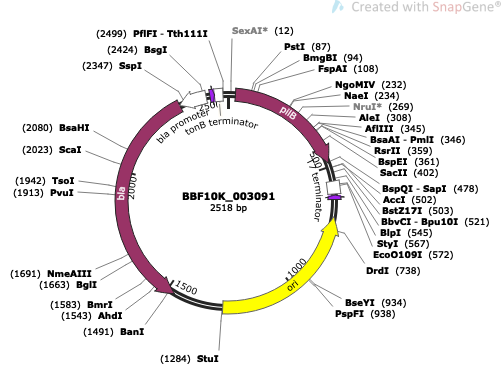 Created with SnapGene®
(2499) PflFI - Tth111I
SexAI* (12)
(2424) BsgI
PstI (87)
(2347) SspI
BmgBI (94)
FspAI (108)
NgoMIV (232)
NaeI (234)
NruI* (269)
AleI (308)
AflIII (345)
BsaAI - PmlI (346)
RsrII (359)
BspEI (361)
SacII (402)
BspQI - SapI (478)
AccI (502)
BstZ17I (503)
BbvCI - Bpu10I (521)
BlpI (545)
StyI (567)
EcoO109I (572)
DrdI (738)
BseYI (934)
PspFI (938)
(2080) BsaHI
(2023) ScaI
(1942) TsoI
(1913) PvuI
(1691) NmeAIII
(1663) BglI
(1583) BmrI
(1543) AhdI
(1491) BanI
(1284) StuI
BBF10K_003091
2518 bp
bla promoter
tonB terminator
pilB
T7 terminator
ori
bla
500
1000
1500
2000
2500